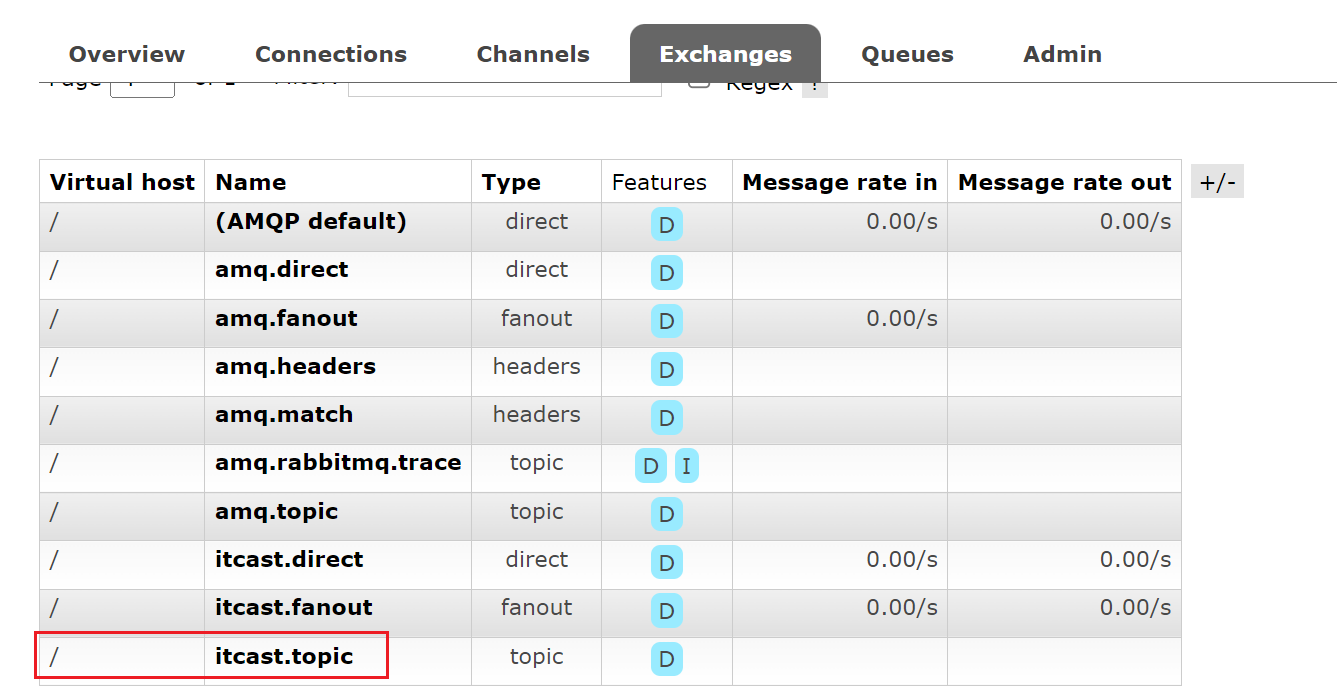 Overview Connections Channels Exchanges Queues Admin
Page of 1 Filter: Regex ?
Virtual host Name Type Features Message rate in Message rate out +/-
/ (AMQP default) direct D 0.00/s 0.00/s
/ amq.direct direct D
/ amq.fanout fanout D 0.00/s
/ amq.headers headers D
/ amq.match headers D
/ amq.rabbitmq.trace topic D I
/ amq.topic topic D
/ itcast.direct direct D 0.00/s 0.00/s
/ itcast.fanout fanout D 0.00/s 0.00/s
/ itcast.topic topic D